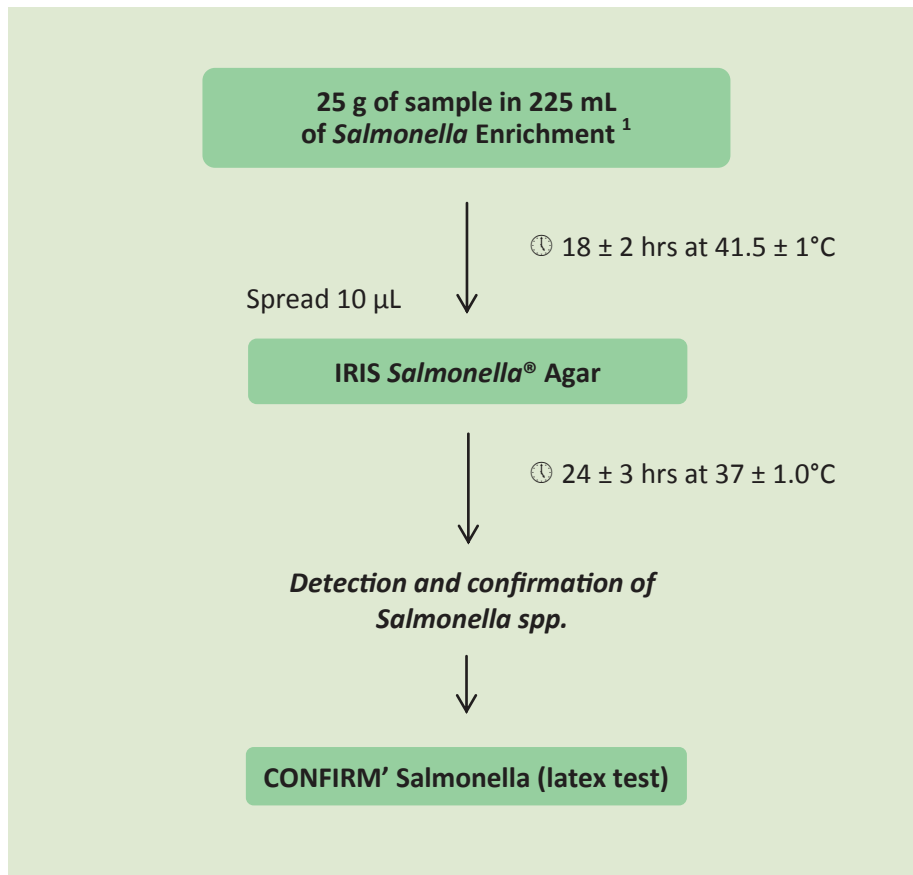 25 g of sample in 225 mL
of Salmonella Enrichment 1
18 ± 2 hrs at 41.5 ± 1°C
Spread 10 µL
IRIS Salmonella® Agar
24 ± 3 hrs at 37 ± 1.0°C
Detection and confirmation of
Salmonella spp.
CONFIRM’ Salmonella (latex test)